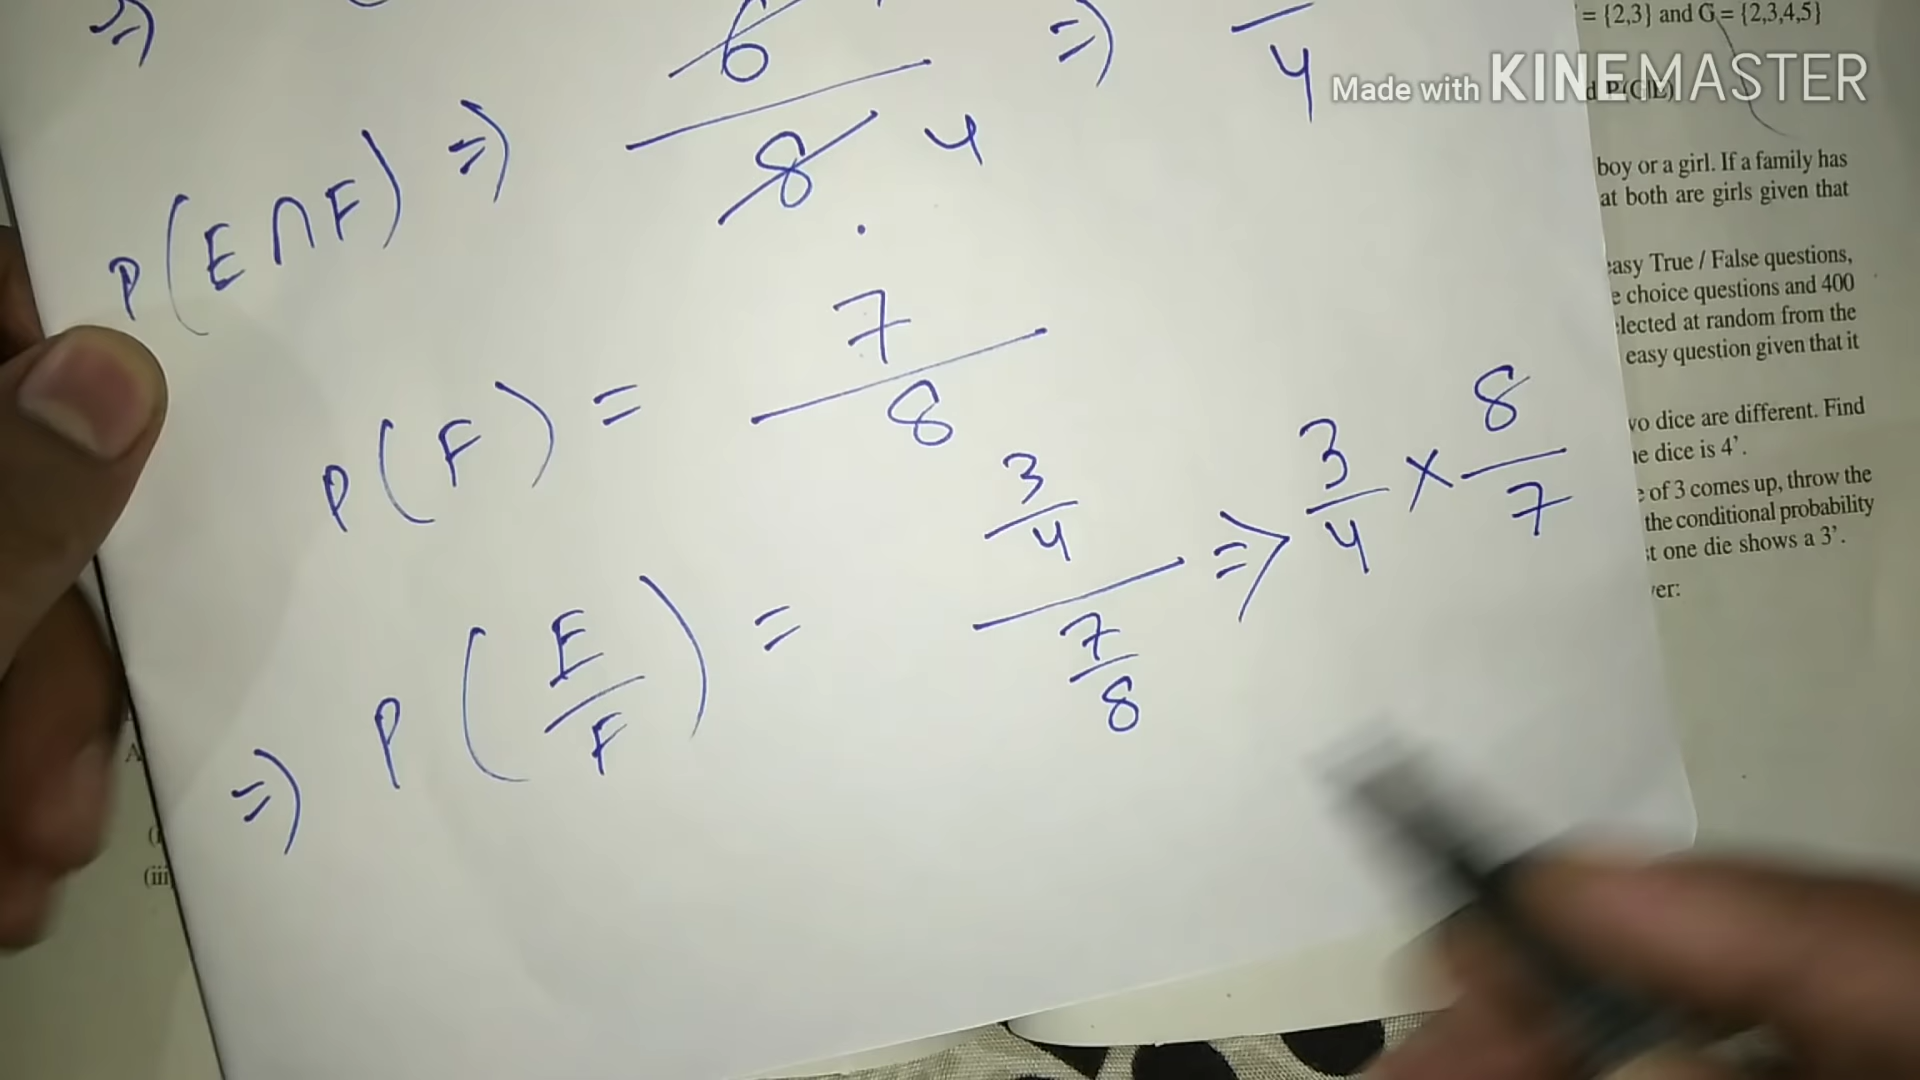 =)
6
8 4
=)
4
P(E∩F) =)
P(F) = 7/8
=) P(E/F) = 3/4 / 7/8 => 3/4 × 8/7
Made with KINEMASTER
= {2,3} and G = {2,3,4,5}
P(G|E)
boy or a girl. If a family has
at both are girls given that
easy True / False questions,
e choice questions and 400
lected at random from the
easy question given that it
vo dice are different. Find
e dice is 4’.
of 3 comes up, throw the
the conditional probability
t one die shows a 3’.
er:
(iii